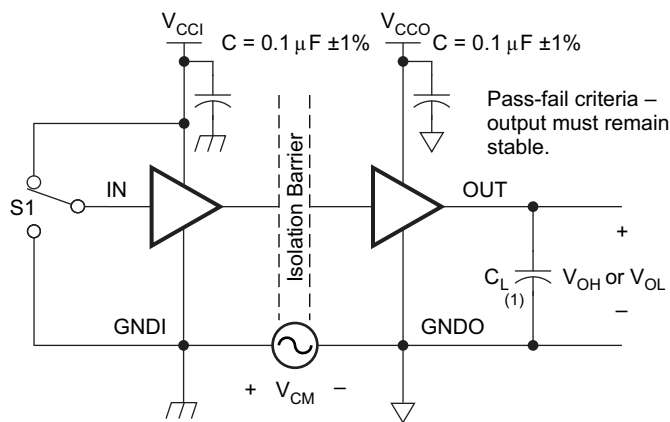 V_CCI
C = 0.1 μF ±1%
V_CCO
C = 0.1 μF ±1%
Pass-fail criteria –
output must remain
stable.
Isolation Barrier
IN
OUT
S1
+
C_L
(1)
V_OH or V_OL
–
GNDI
GNDO
+ V_CM –